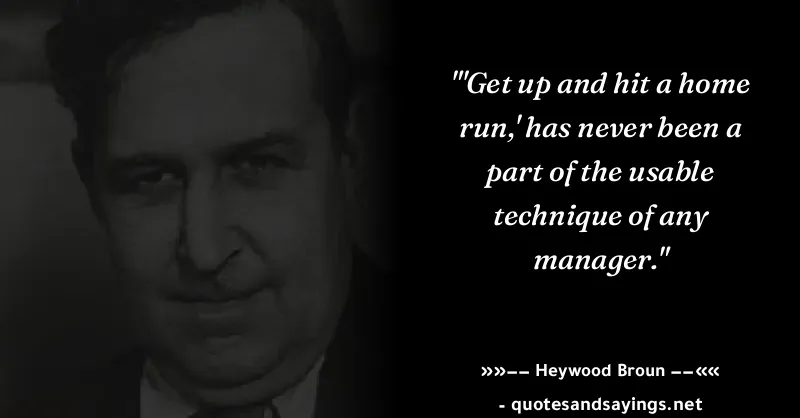 "'Get up and hit a home
run,' has never been a
part of the usable
technique of any
manager."
»»–– Heywood Broun ––««
- quotesandsayings.net